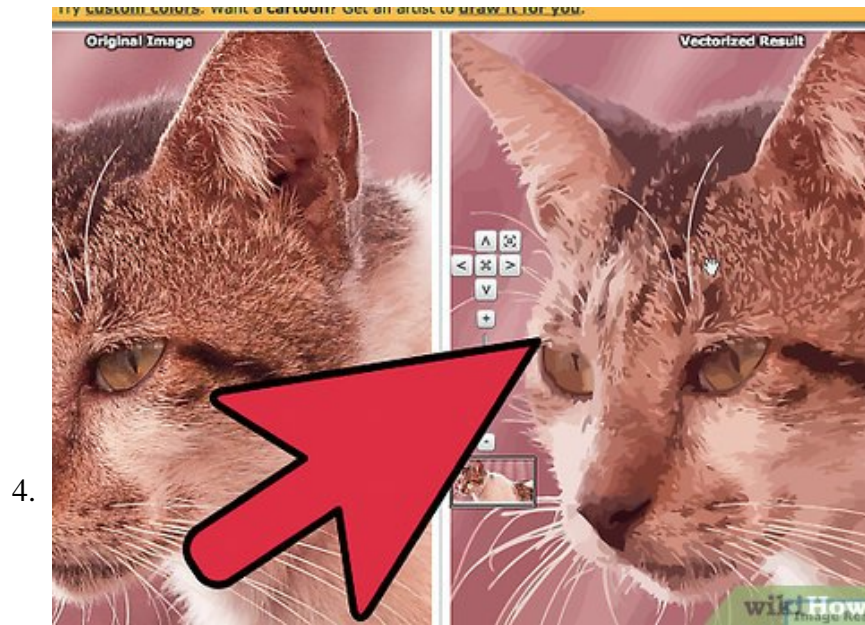 Try custom colors. Want a cartoon? Get an artist to draw it for you.
Original Image
Vectorized Result
4.
wikiHow